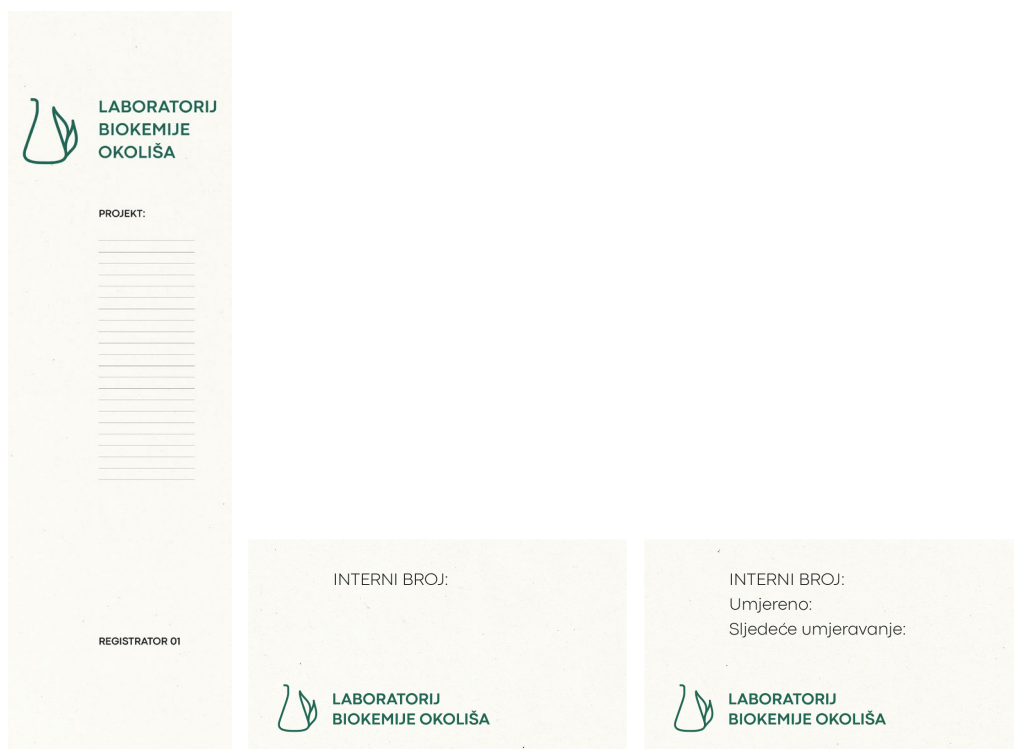 LABORATORIJ
BIOKEMIJE
OKOLIŠA
PROJEKT:
REGISTRATOR 01
INTERNI BROJ:
LABORATORIJ
BIOKEMIJE OKOLIŠA
INTERNI BROJ:
Umjereno:
Sljedeće umjeravanje:
LABORATORIJ
BIOKEMIJE OKOLIŠA